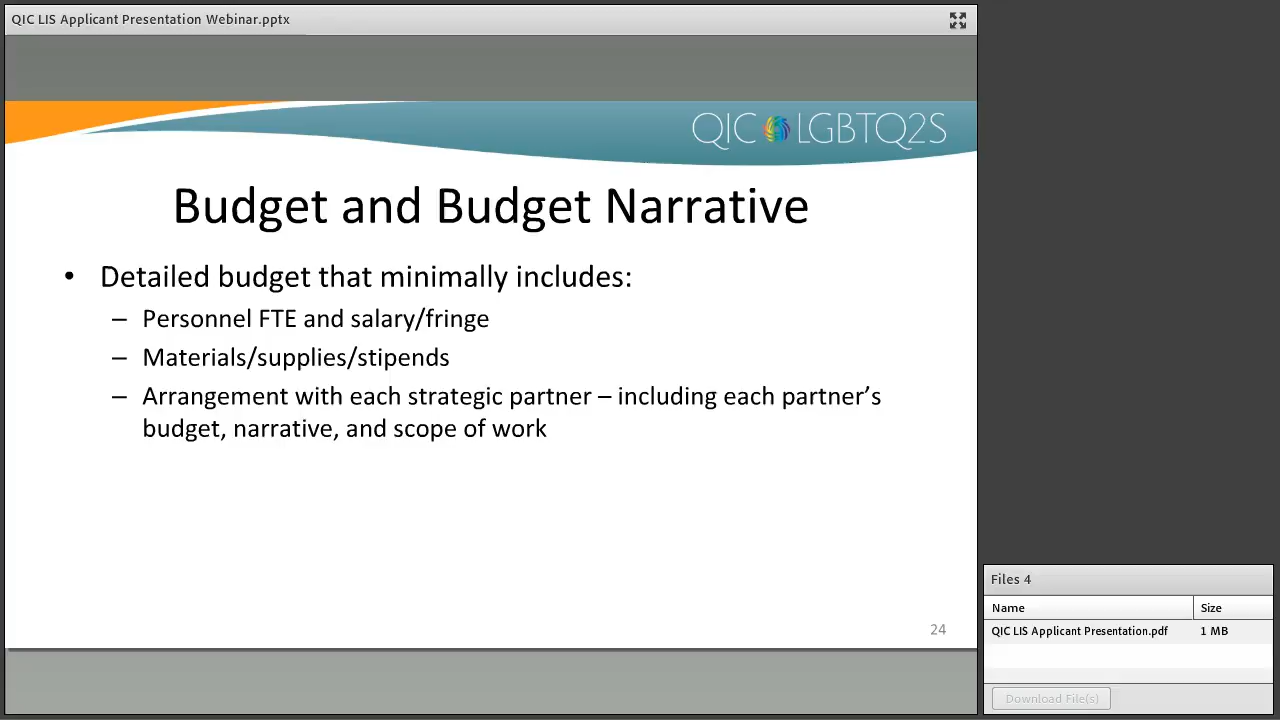 QIC LIS Applicant Presentation Webinar.pptx
QIC LGBTQ2S
Budget and Budget Narrative
• Detailed budget that minimally includes:
– Personnel FTE and salary/fringe
– Materials/supplies/stipends
– Arrangement with each strategic partner – including each partner’s
budget, narrative, and scope of work
24
Files 4
Name Size
QIC LIS Applicant Presentation.pdf 1 MB
Download File(s)